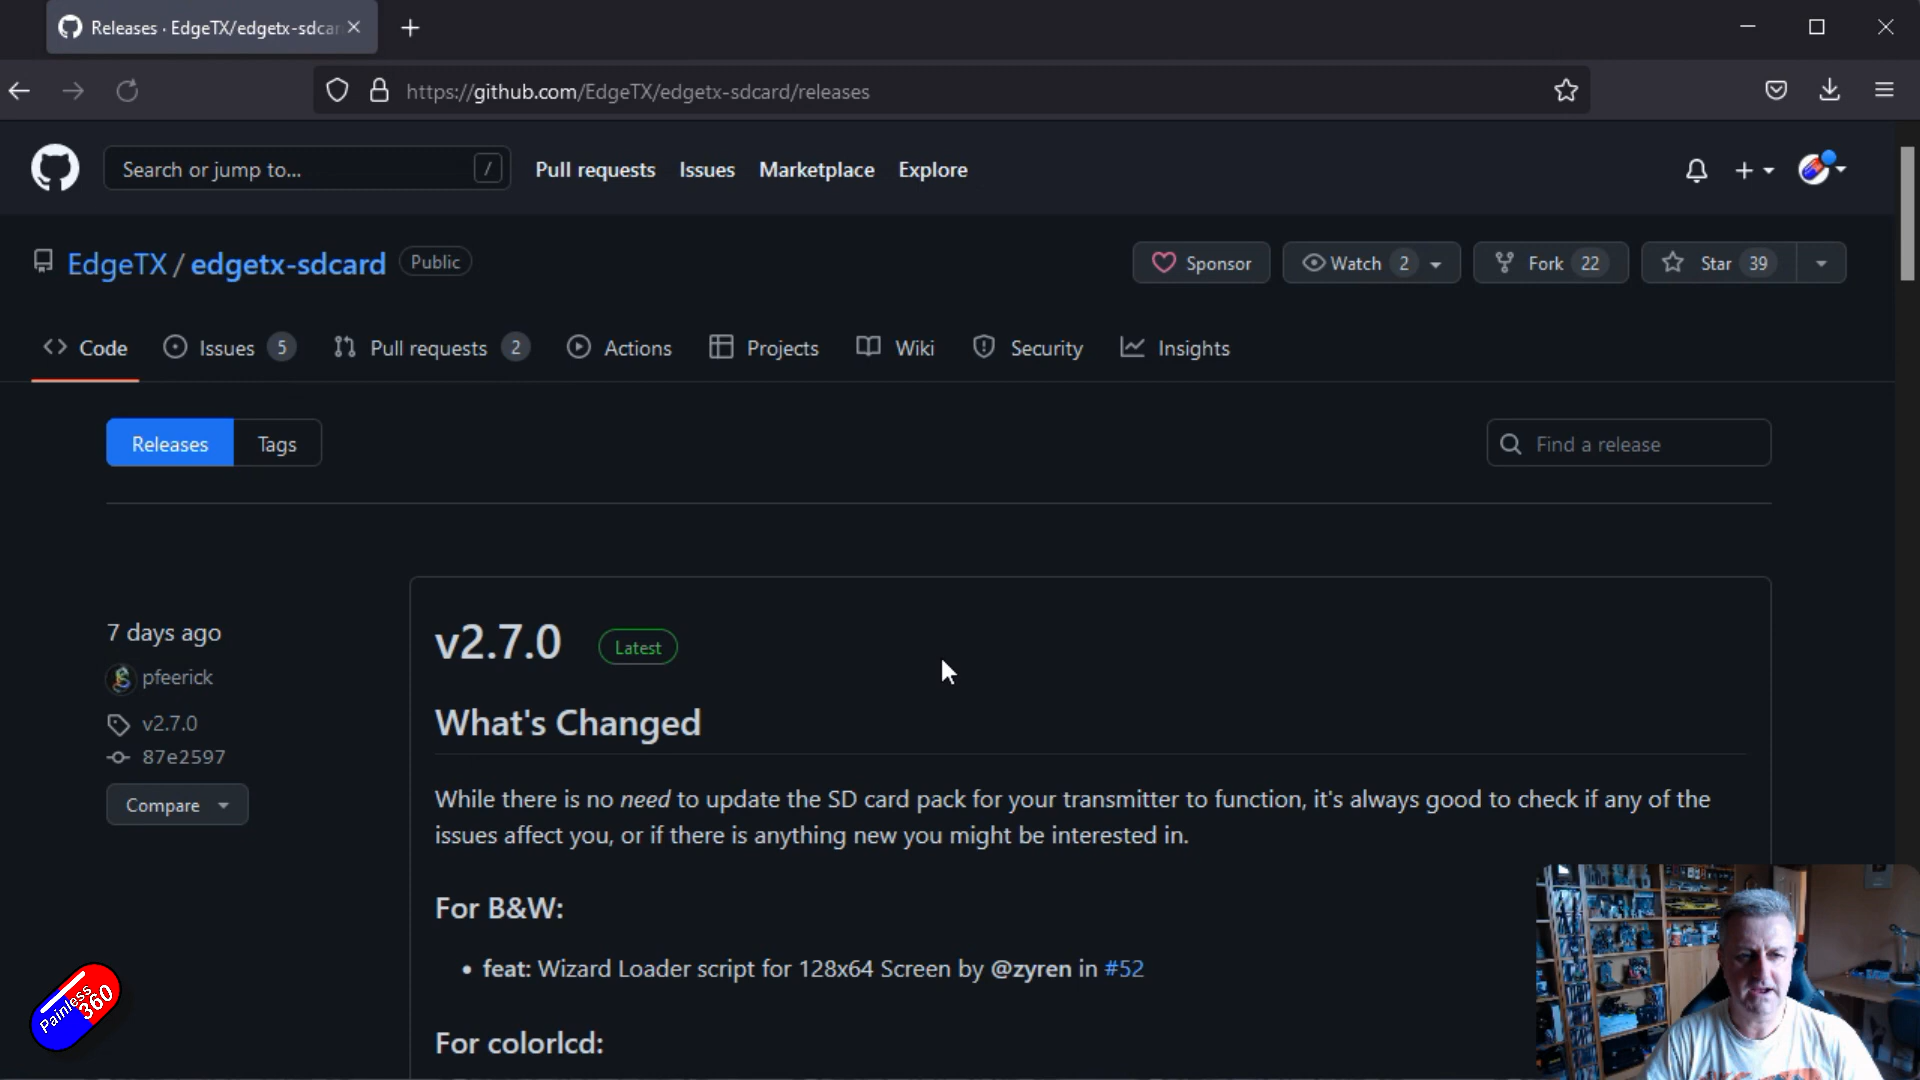 Releases · EdgeTX/edgetx-sdcar
https://github.com/EdgeTX/edgetx-sdcard/releases
Search or jump to... / Pull requests Issues Marketplace Explore
EdgeTX / edgetx-sdcard Public Sponsor Watch 2 Fork 22 Star 39
Code Issues 5 Pull requests 2 Actions Projects Wiki Security Insights
Releases Tags Find a release
7 days ago
pfeerick
v2.7.0
87e2597
Compare
v2.7.0 Latest
What's Changed
While there is no need to update the SD card pack for your transmitter to function, it's always good to check if any of the
issues affect you, or if there is anything new you might be interested in.
For B&W:
• feat: Wizard Loader script for 128x64 Screen by @zyren in #52
For colorlcd:
Painless
360